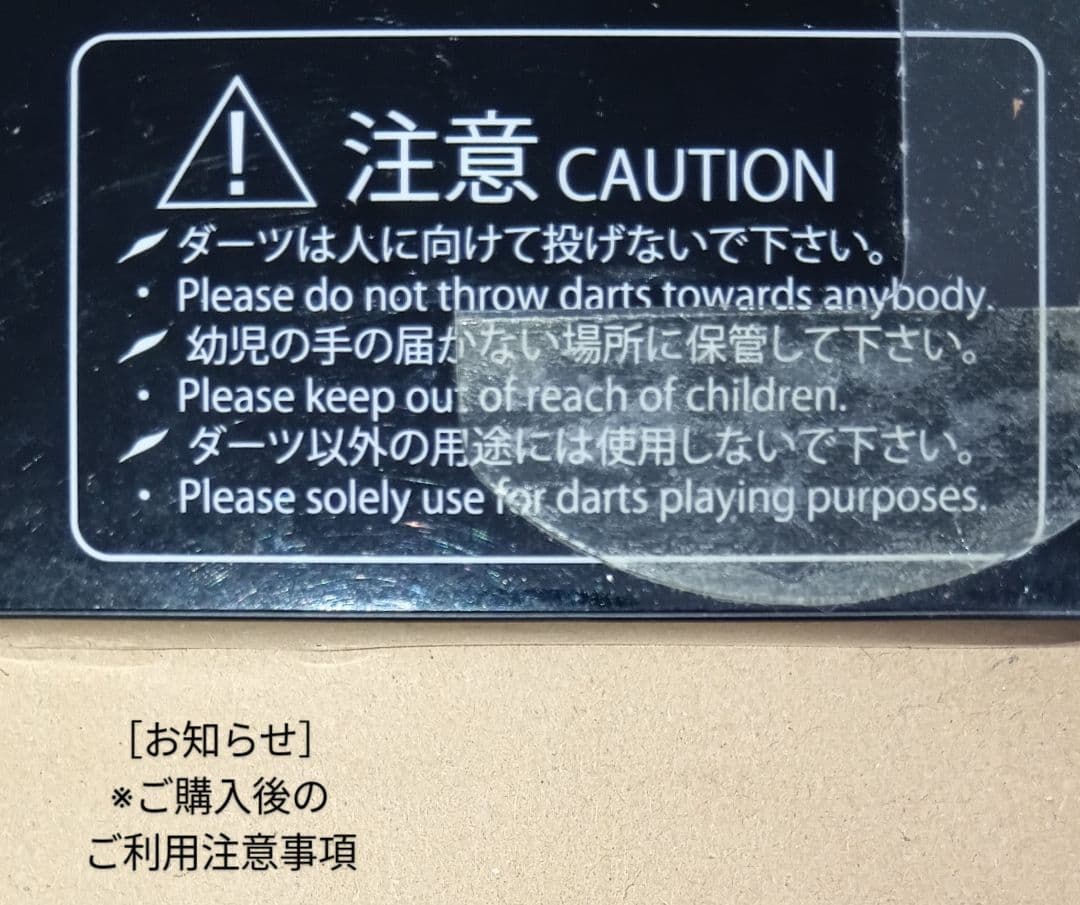 注意 CAUTION
ダーツは人に向けて投げないで下さい。
・ Please do not throw darts towards anybody.
幼児の手の届かない場所に保管して下さい。
・ Please keep out of reach of children.
ダーツ以外の用途には使用しないで下さい。
・ Please solely use for darts playing purposes.
［お知らせ］
※ご購入後の
ご利用注意事項